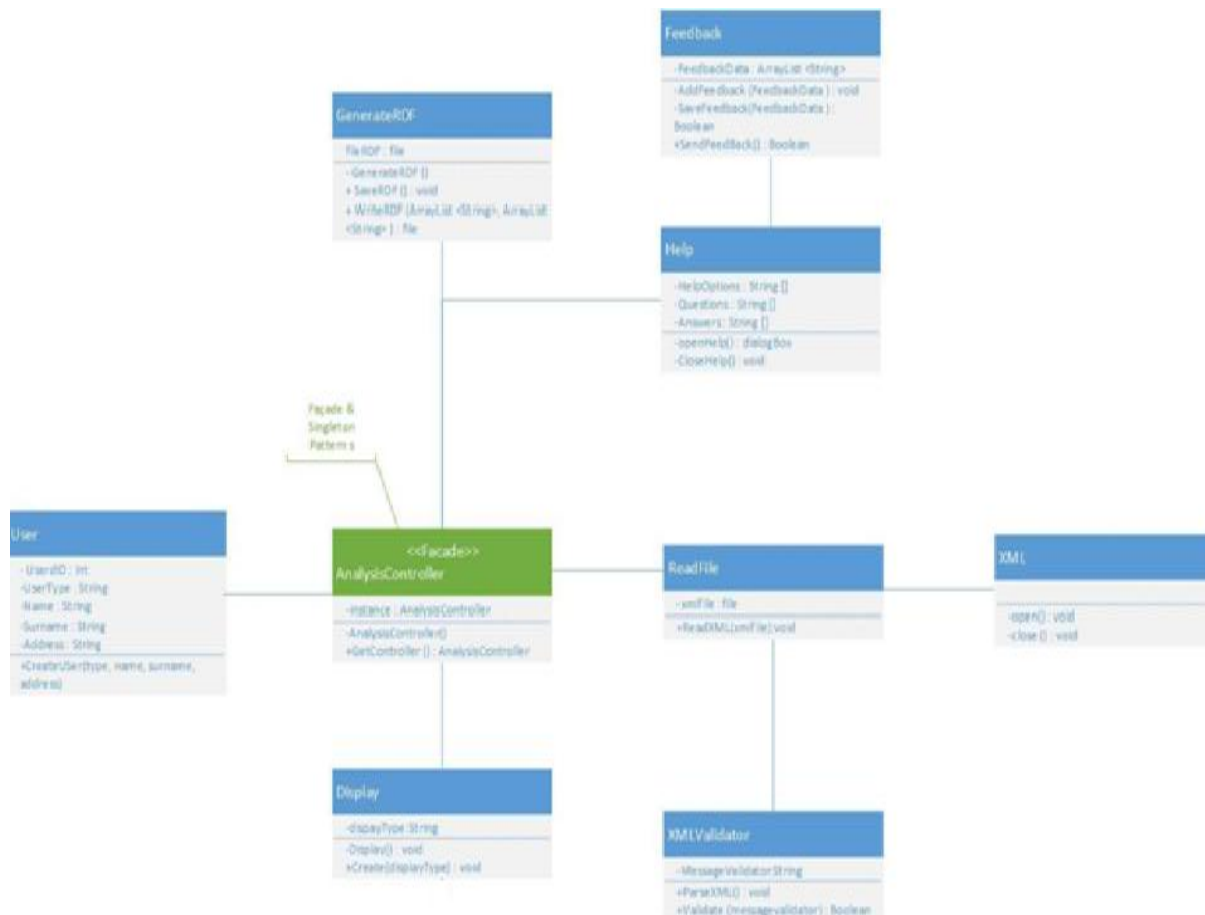 Feedback
-FeedbackData : ArrayList <String>
-AddFeedback (FeedbackData ) : void
-SaveFeedback(FeedbackData ) :
Boolean
+SendFeedBack() : Boolean
GenerateRDF
fileRDF : file
-GenerateRDF ()
+ SaveRDF () : void
+ WriteRDF (ArrayList <String>, ArrayList
<String> ) : file
Help
-HelpOptions : String []
-Questions : String []
-Answers: String []
-openHelp() : dialogBox
-CloseHelp() : void
Façade &
Singleton
Patterns
User
- UserID : Int
-UserType : String
-Name : String
-Surname : String
-Address : String
+CreateUser(type, name, surname,
address)
<<Facade>>
AnalysisController
-instance : AnalysisController
-AnalysisController()
+GetController () : AnalysisController
ReadFile
-xmlfile : file
+ReadXML(xmlfile):void
XML
-open() : void
-close () : void
Display
-dispayType:String
-Display() : void
+Create(displayType) : void
XMLValidator
-MessageValidator:String
+ParseXML() : void
+Validate (messagevalidator) : Boolean